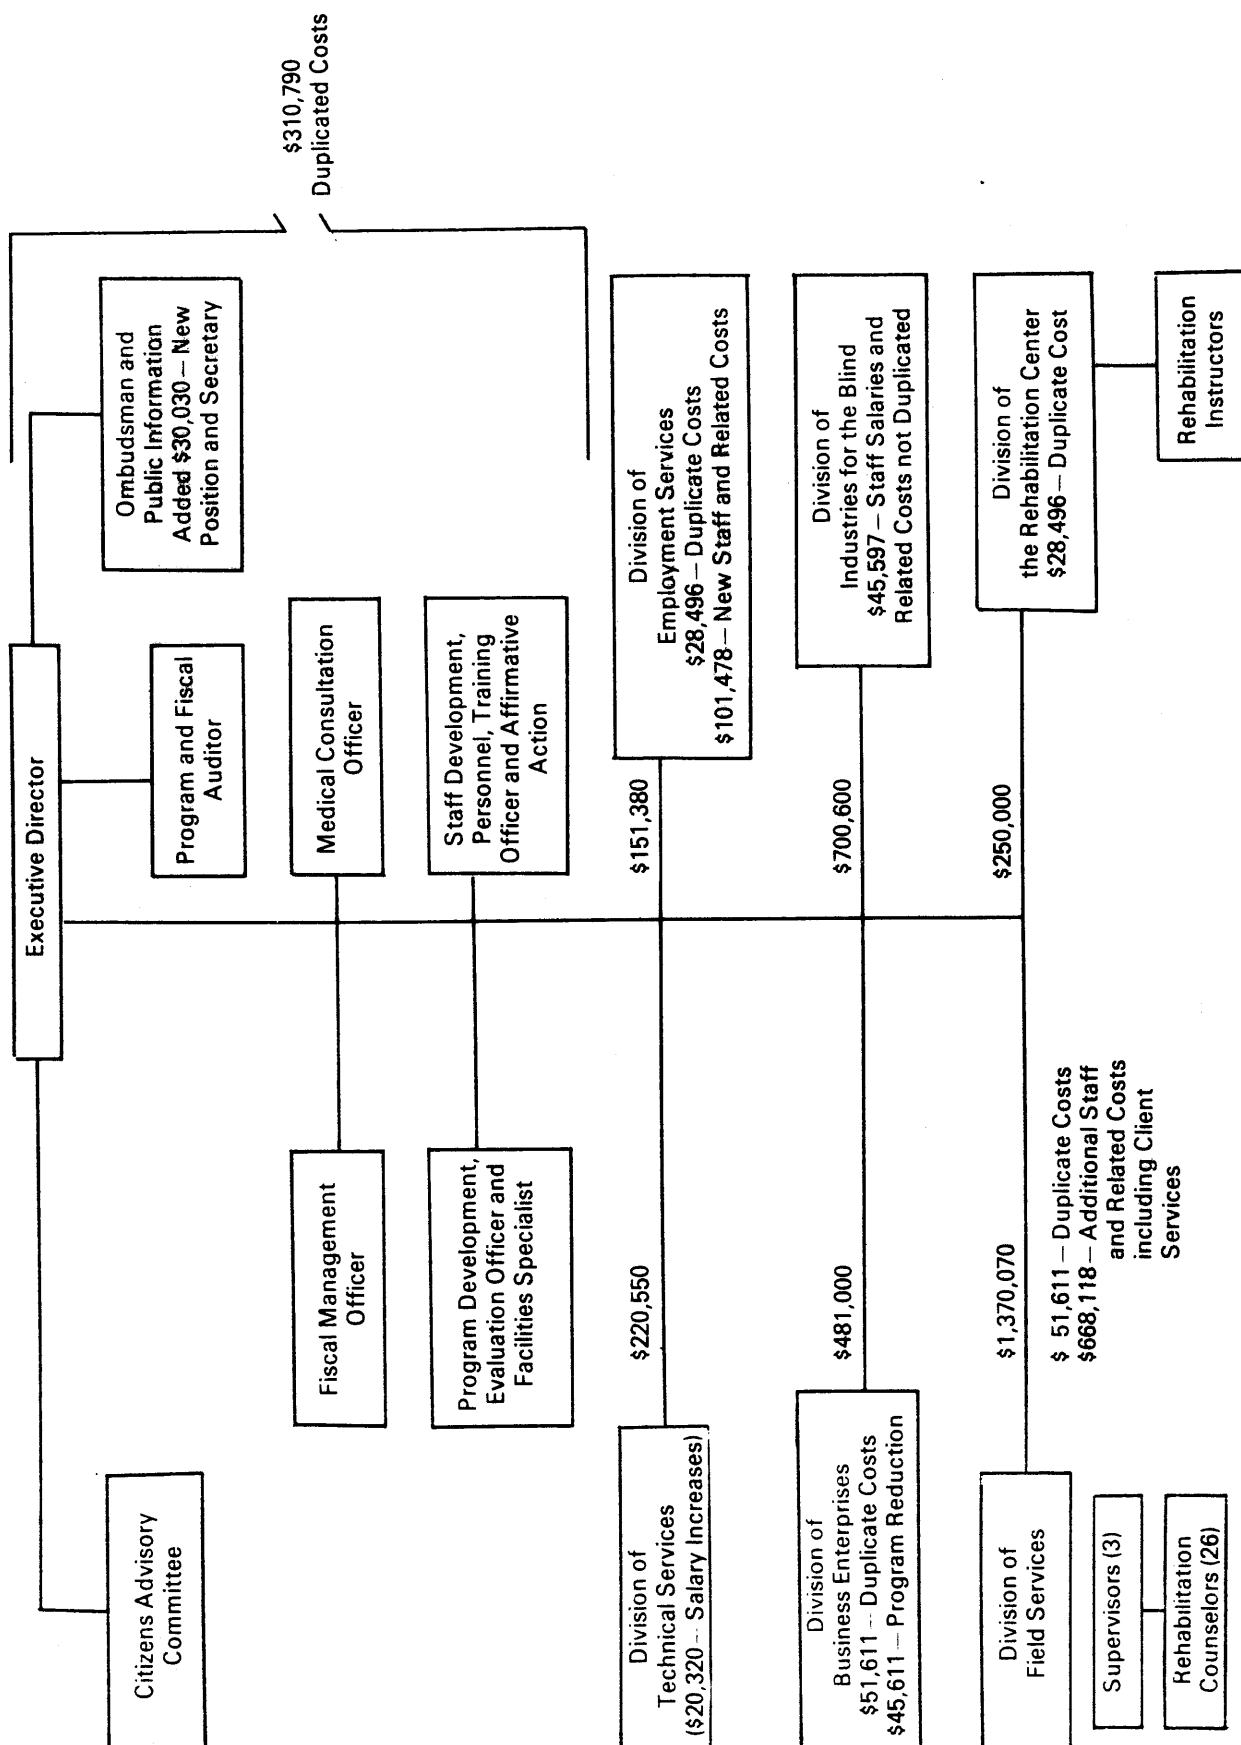 Executive Director
Citizens Advisory
Committee
Program and Fiscal
Auditor
Ombudsman and
Public Information
Added $30,030 — New
Position and Secretary
$310,790
Duplicated Costs
Fiscal Management
Officer
Medical Consultation
Officer
Program Development,
Evaluation Officer and
Facilities Specialist
Staff Development,
Personnel, Training
Officer and Affirmative
Action
Division of
Technical Services
($20,320 — Salary Increases)
$220,550
$151,380
Division of
Employment Services
$28,496 — Duplicate Costs
$101,478 — New Staff and Related Costs
Division of
Business Enterprises
$51,611 — Duplicate Costs
$45,611 — Program Reduction
$481,000
$700,600
Division of
Industries for the Blind
$45,597 — Staff Salaries and
Related Costs not Duplicated
Division of
Field Services
$1,370,070
$ 51,611 — Duplicate Costs
$668,118 — Additional Staff
and Related Costs
including Client
Services
$250,000
Division of
the Rehabilitation Center
$28,496 — Duplicate Cost
Supervisors (3)
Rehabilitation
Counselors (26)
Rehabilitation
Instructors